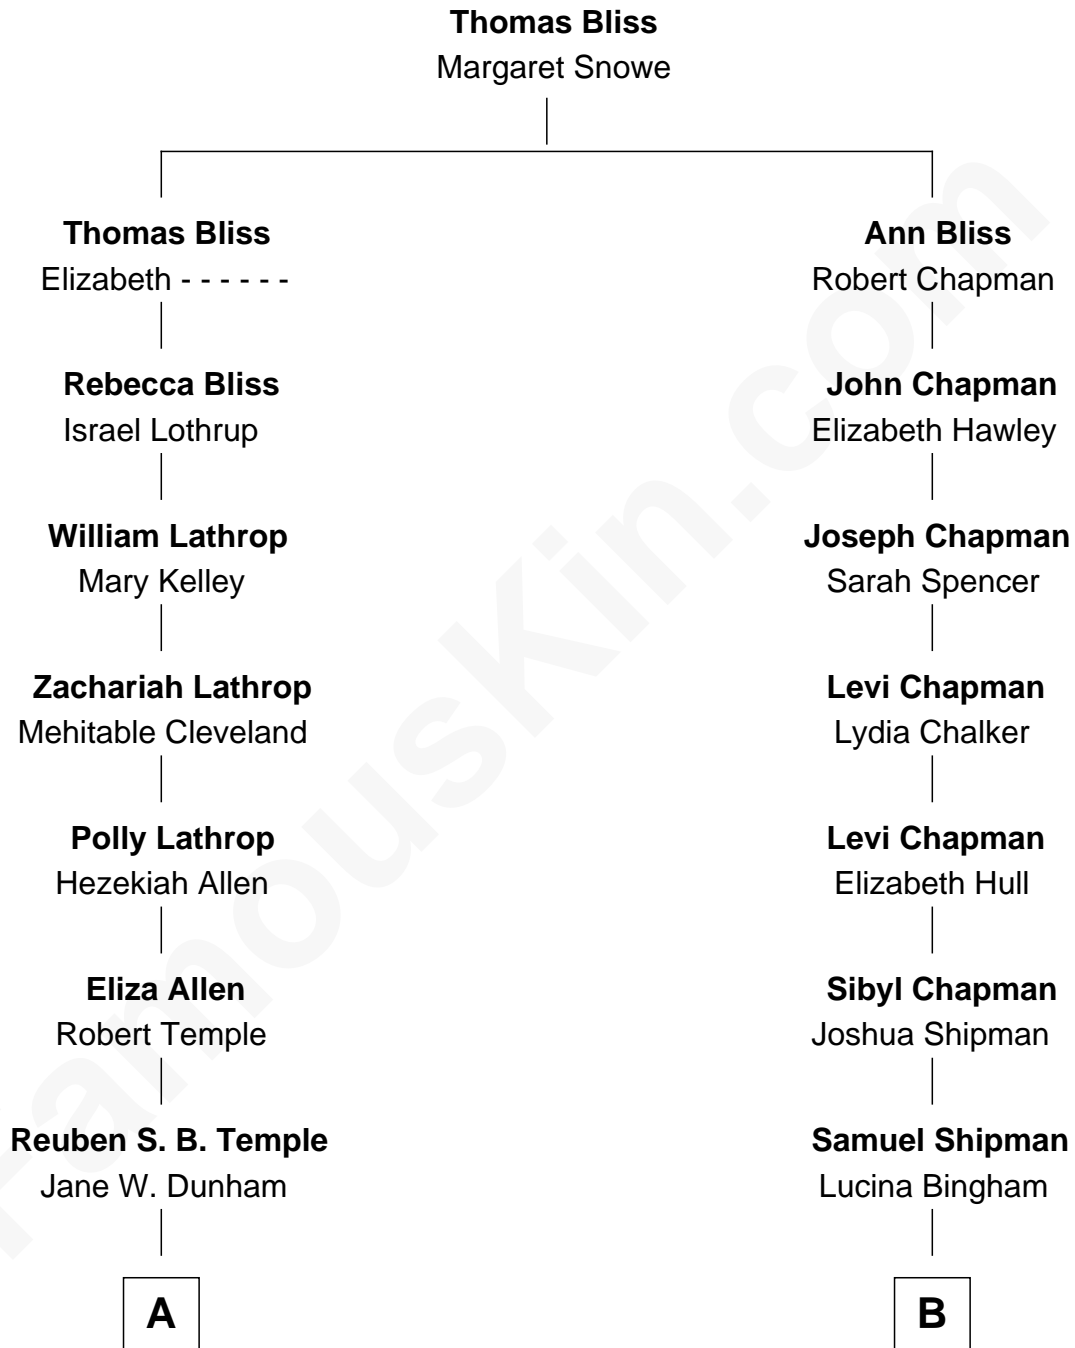 Thomas Bliss
Margaret Snowe
Thomas Bliss
Elizabeth - - - - - -
Ann Bliss
Robert Chapman
Rebecca Bliss
Israel Lothrup
John Chapman
Elizabeth Hawley
William Lathrop
Mary Kelley
Joseph Chapman
Sarah Spencer
Zachariah Lathrop
Mehitable Cleveland
Levi Chapman
Lydia Chalker
Polly Lathrop
Hezekiah Allen
Levi Chapman
Elizabeth Hull
Eliza Allen
Robert Temple
Sibyl Chapman
Joshua Shipman
Reuben S. B. Temple
Jane W. Dunham
Samuel Shipman
Lucina Bingham
A
B
FamousKin.com